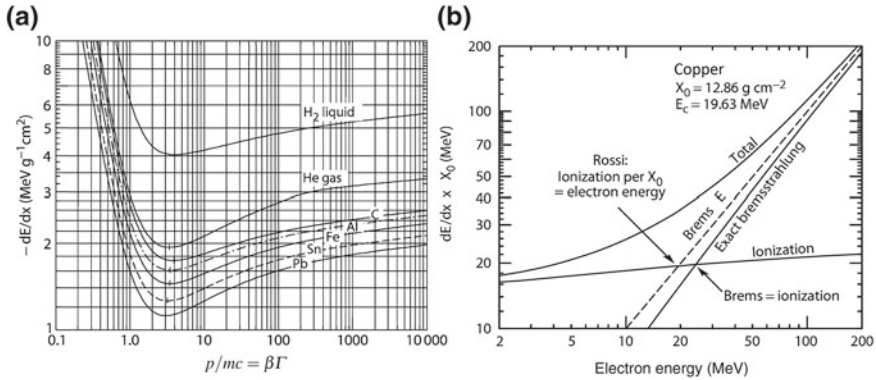 (a)
10
8
6
5
4
3
2
1
− dE/dx (MeV g⁻¹cm²)
H₂ liquid
He gas
C
Al
Fe
Sn
Pb
0.1
1.0
10
100
1000
10 000
p/mc = βΓ
(b)
200
100
50
40
30
20
10
dE/dx x X₀ (MeV)
Copper
X₀ = 12.86 g cm⁻²
E꜀ = 19.63 MeV
Rossi:
Ionization per X₀
= electron energy
Total
Brems E
Exact bremsstrahlung
Ionization
Brems = ionization
2
5
10
20
50
100
200
Electron energy (MeV)